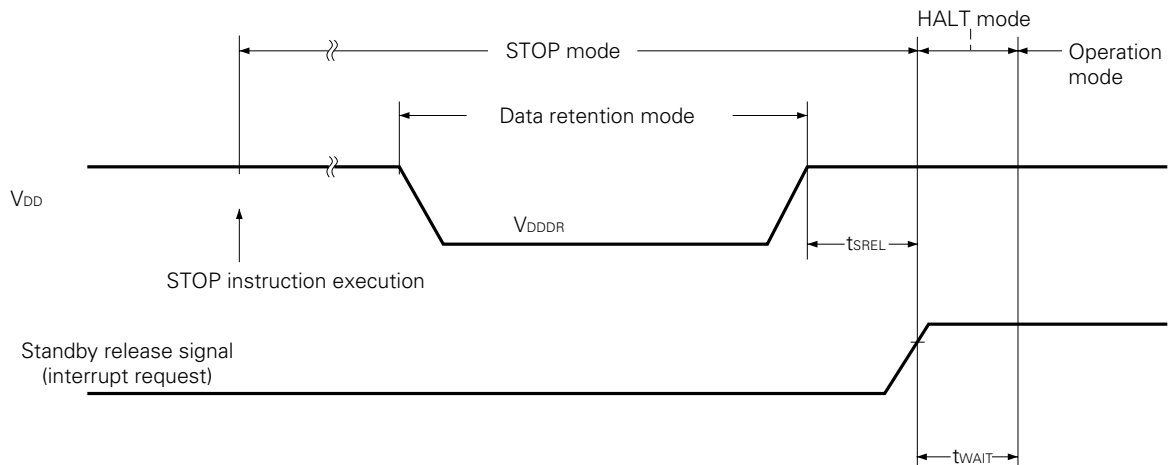 HALT mode
STOP mode
Operation
mode
Data retention mode
VDD
VDDDR
tSREL
STOP instruction execution
Standby release signal
(interrupt request)
tWAIT